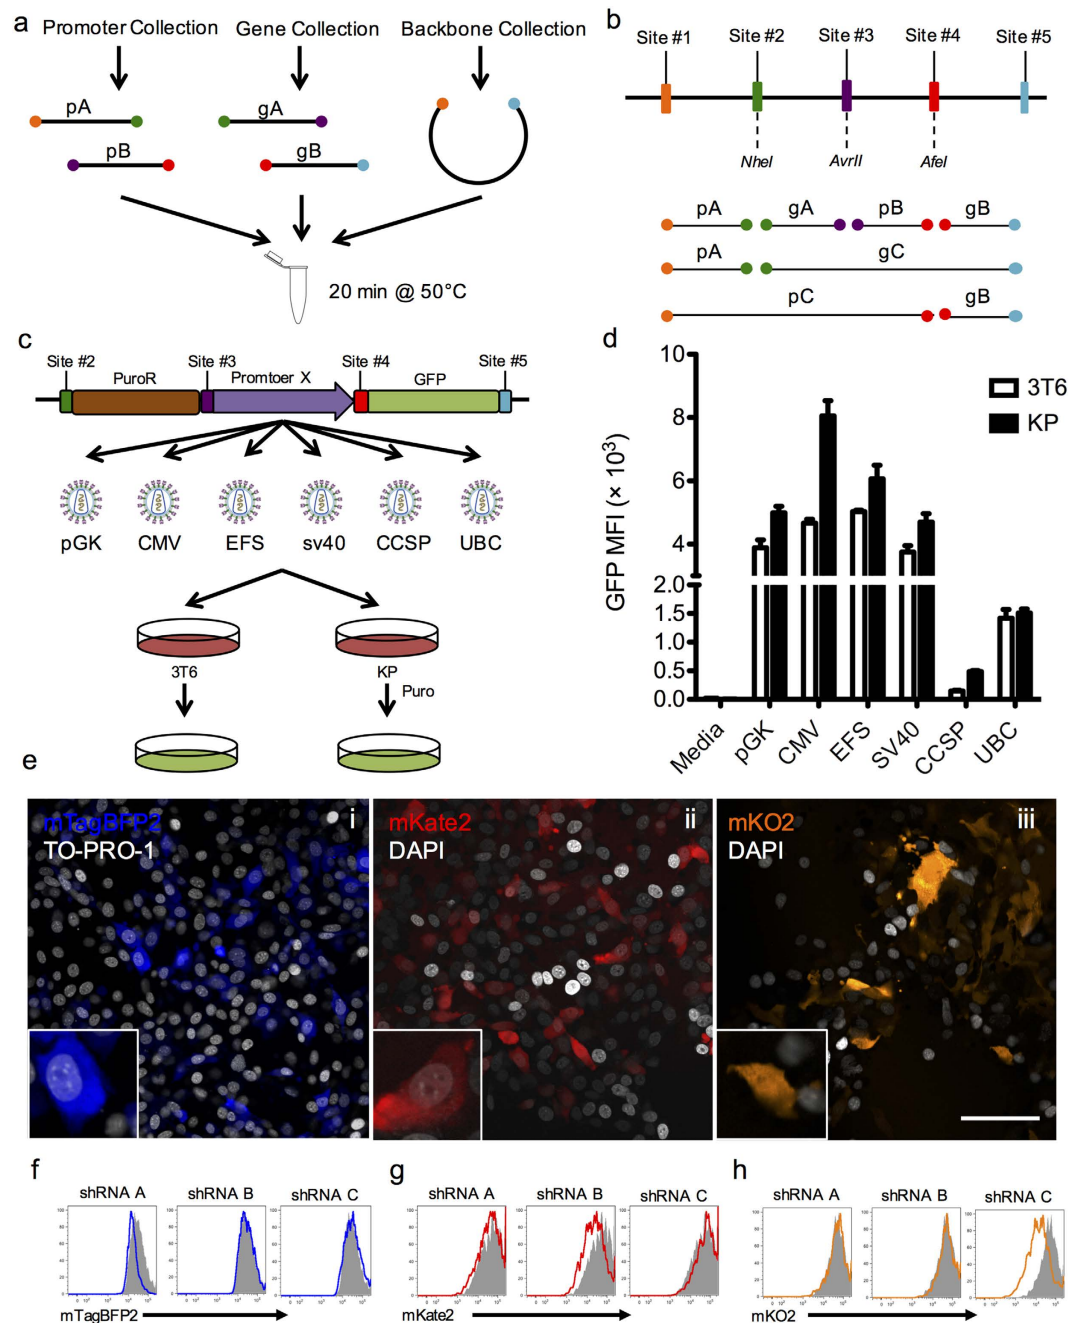 a
Promoter Collection
Gene Collection
Backbone Collection
pA
gA
pB
gB
20 min @ 50°C
b
Site #1
Site #2
Site #3
Site #4
Site #5
NheI
AvrII
AfeI
pA
gA
pB
gB
pA
gC
pC
gB
c
Site #2
Site #3
Site #4
Site #5
PuroR
Promtoer X
GFP
pGK
CMV
EFS
sv40
CCSP
UBC
3T6
KP
Puro
d
GFP MFI (× 10³)
10
8
6
4
2.0
1.5
1.0
0.5
0.0
3T6
KP
Media
pGK
CMV
EFS
SV40
CCSP
UBC
e
mTagBFP2
TO-PRO-1
i
mKate2
DAPI
ii
mKO2
DAPI
iii
f
shRNA A
shRNA B
shRNA C
mTagBFP2
g
shRNA A
shRNA B
shRNA C
mKate2
h
shRNA A
shRNA B
shRNA C
mKO2